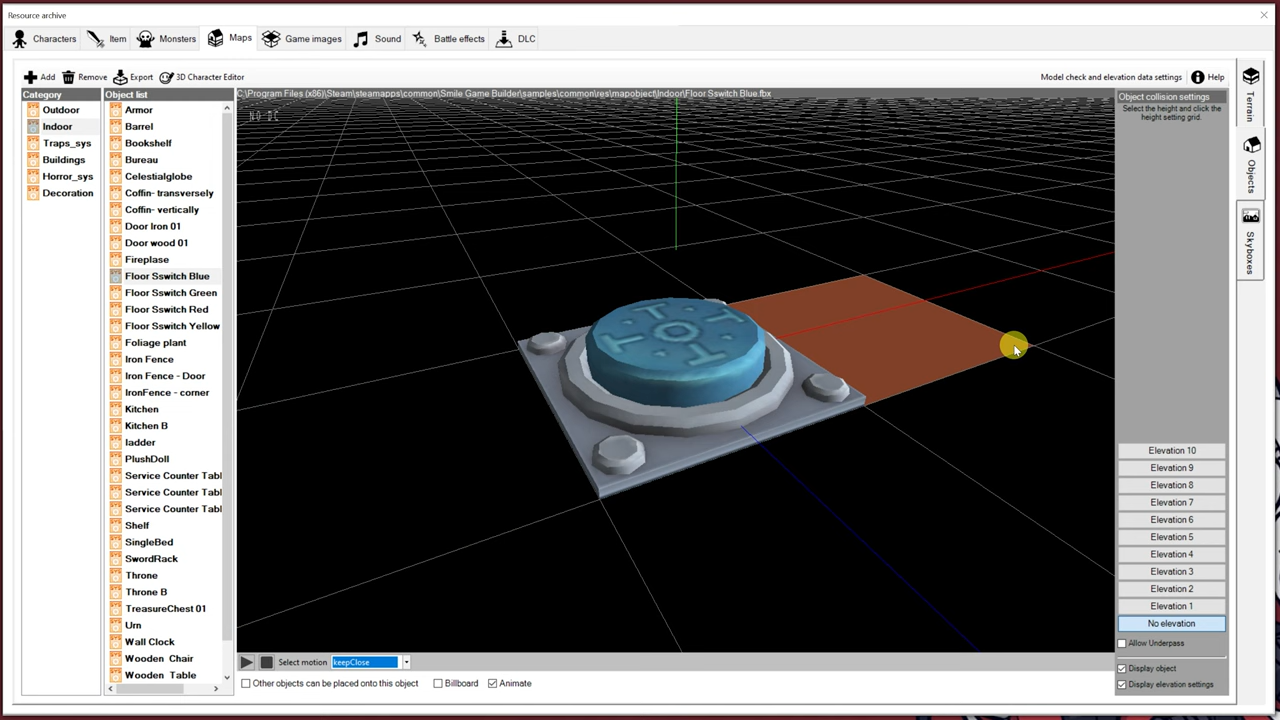 Resource archive
Characters Item Monsters Maps Game images Sound Battle effects DLC
Add Remove Export 3D Character Editor Model check and elevation data settings Help
Category
Outdoor
Indoor
Traps_sys
Buildings
Horror_sys
Decoration
Object list
Armor
Barrel
Bookshelf
Bureau
Celestialglobe
Coffin- transversely
Coffin- vertically
Door Iron 01
Door wood 01
Fireplase
Floor Sswitch Blue
Floor Sswitch Green
Floor Sswitch Red
Floor Sswitch Yellow
Foliage plant
Iron Fence
Iron Fence - Door
IronFence - corner
Kitchen
Kitchen B
ladder
PlushDoll
Service Counter Tabl
Service Counter Tabl
Service Counter Tabl
Shelf
SingleBed
SwordRack
Throne
Throne B
TreasureChest 01
Urn
Wall Clock
Wooden Chair
Wooden Table
C:\Program Files (x86)\Steam\steamapps\common\Smile Game Builder\samples\common\res\mapobject\Indoor\Floor Sswitch Blue.fbx
Select motion keepClose
Other objects can be placed onto this object Billboard Animate
Object collision settings
Select the height and click the
height setting grid.
Elevation 10
Elevation 9
Elevation 8
Elevation 7
Elevation 6
Elevation 5
Elevation 4
Elevation 3
Elevation 2
Elevation 1
No elevation
Allow Underpass
Display object
Display elevation settings
Terrain
Objects
Skyboxes